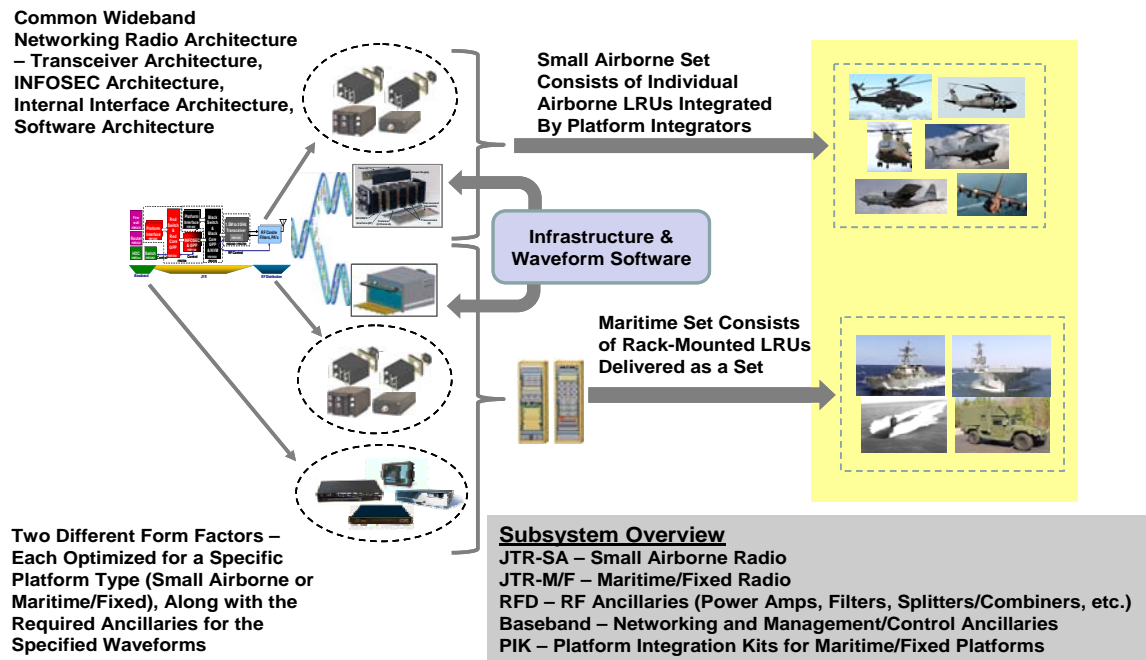 Common Wideband
Networking Radio Architecture
– Transceiver Architecture,
INFOSEC Architecture,
Internal Interface Architecture,
Software Architecture
Small Airborne Set
Consists of Individual
Airborne LRUs Integrated
By Platform Integrators
Infrastructure &
Waveform Software
Maritime Set Consists
of Rack-Mounted LRUs
Delivered as a Set
Baseband
JTR
RF Distribution
Two Different Form Factors –
Each Optimized for a Specific
Platform Type (Small Airborne or
Maritime/Fixed), Along with the
Required Ancillaries for the
Specified Waveforms
Subsystem Overview
JTR-SA – Small Airborne Radio
JTR-M/F – Maritime/Fixed Radio
RFD – RF Ancillaries (Power Amps, Filters, Splitters/Combiners, etc.)
Baseband – Networking and Management/Control Ancillaries
PIK – Platform Integration Kits for Maritime/Fixed Platforms